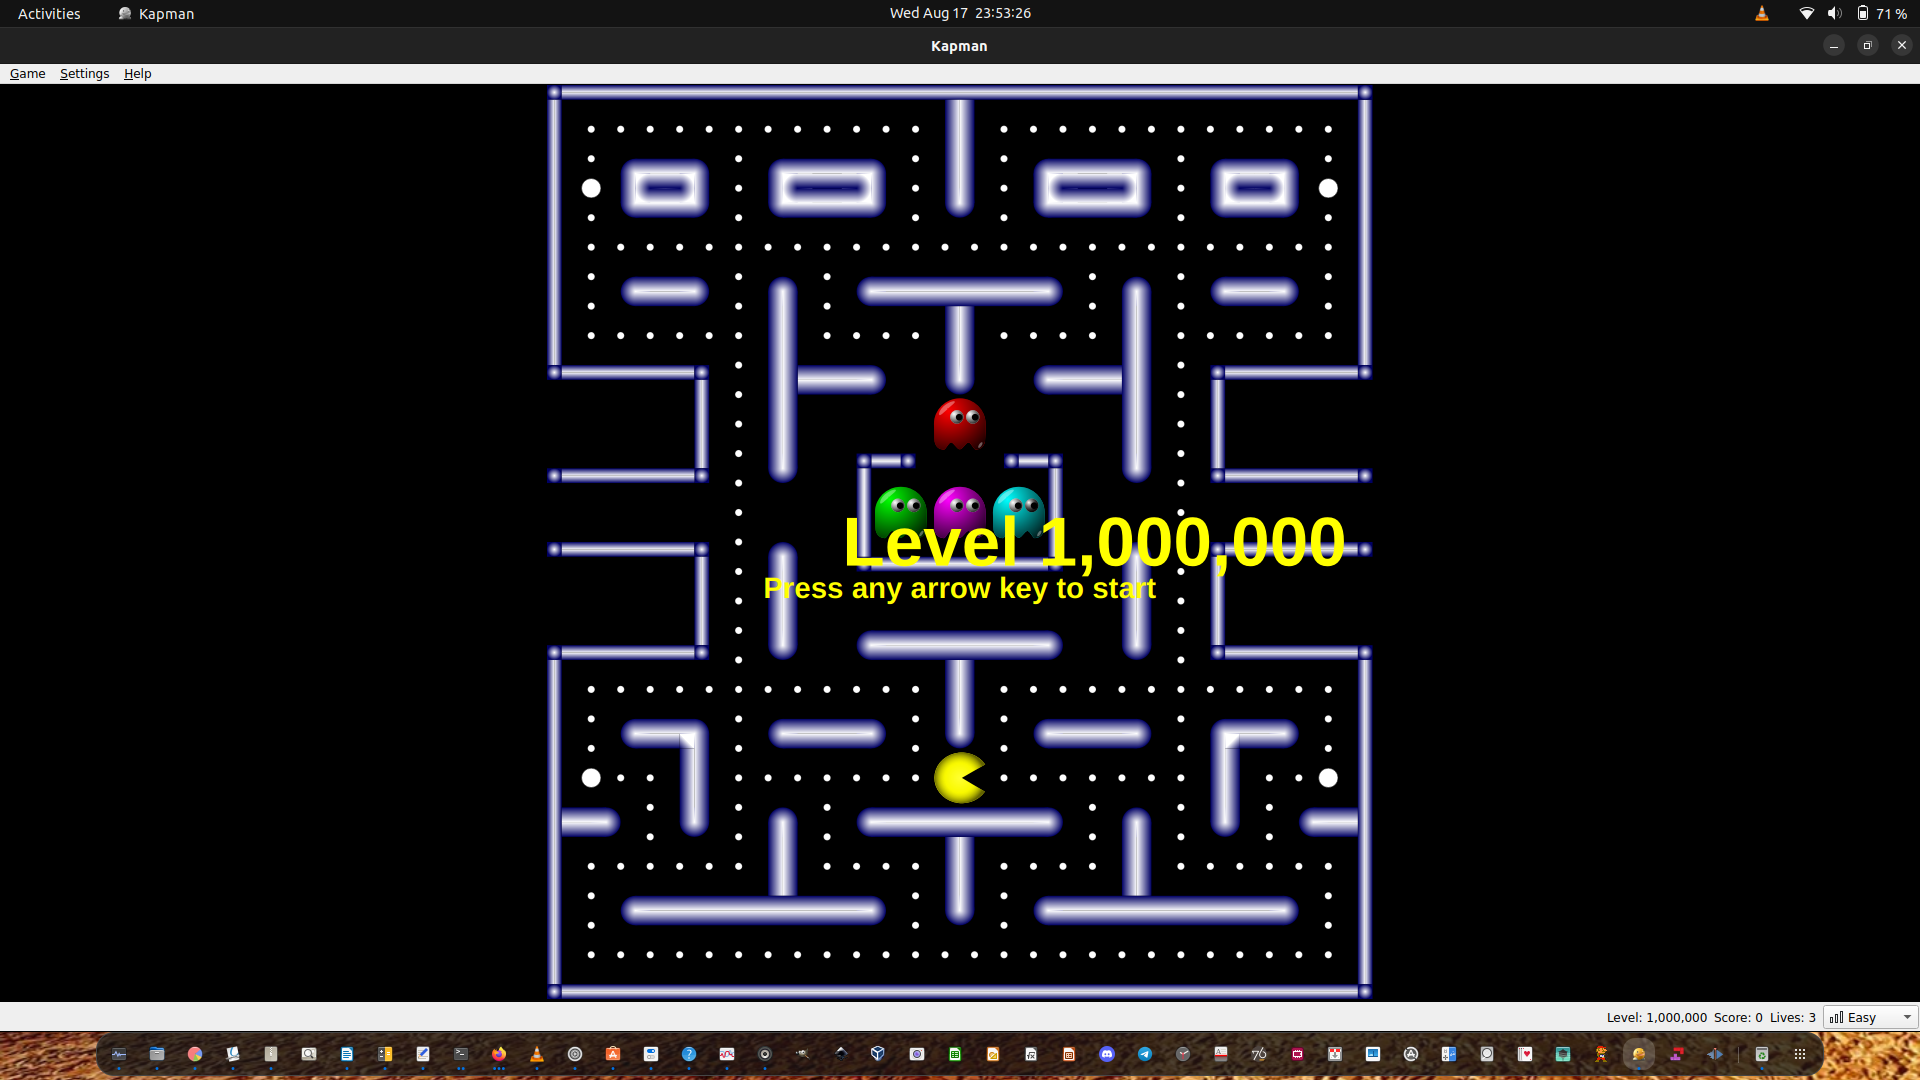 Activities Kapman Wed Aug 17 23:53:26 71 %
Kapman
Game Settings Help
Level 1,000,000
Press any arrow key to start
Level: 1,000,000 Score: 0 Lives: 3 Easy